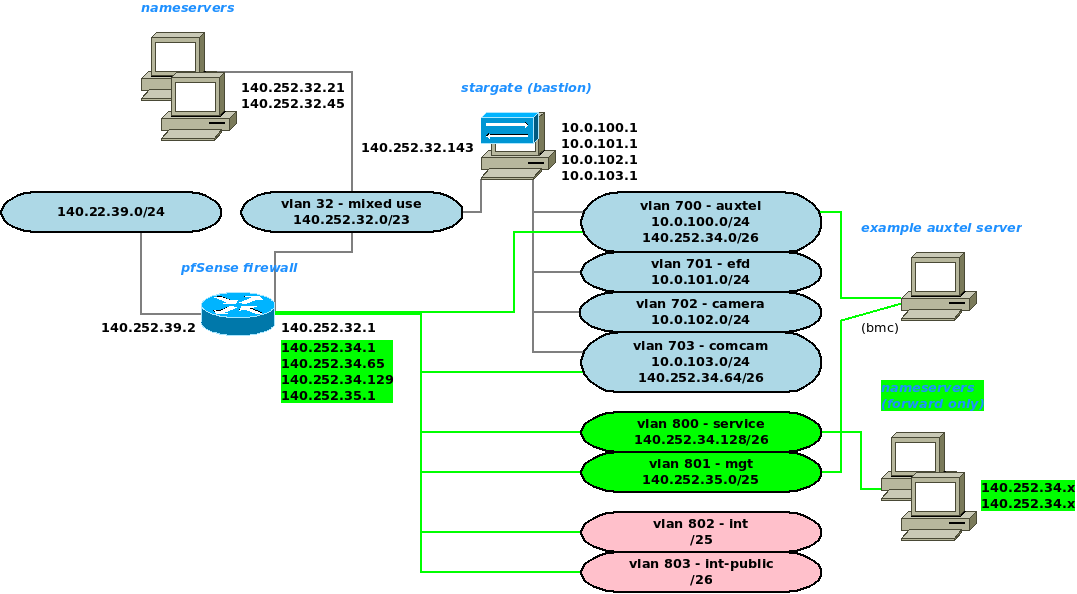 nameservers
140.252.32.21
140.252.32.45
stargate (bastion)
140.252.32.143
10.0.100.1
10.0.101.1
10.0.102.1
10.0.103.1
140.22.39.0/24
vlan 32 - mixed use
140.252.32.0/23
vlan 700 - auxtel
10.0.100.0/24
140.252.34.0/26
example auxtel server
vlan 701 - efd
10.0.101.0/24
pfSense firewall
vlan 702 - camera
10.0.102.0/24
140.252.39.2
140.252.32.1
(bmc)
140.252.34.1
140.252.34.65
140.252.34.129
140.252.35.1
vlan 703 - comcam
10.0.103.0/24
140.252.34.64/26
nameservers
(forward only)
vlan 800 - service
140.252.34.128/26
vlan 801 - mgt
140.252.35.0/25
140.252.34.x
140.252.34.x
vlan 802 - int
/25
vlan 803 - int-public
/26